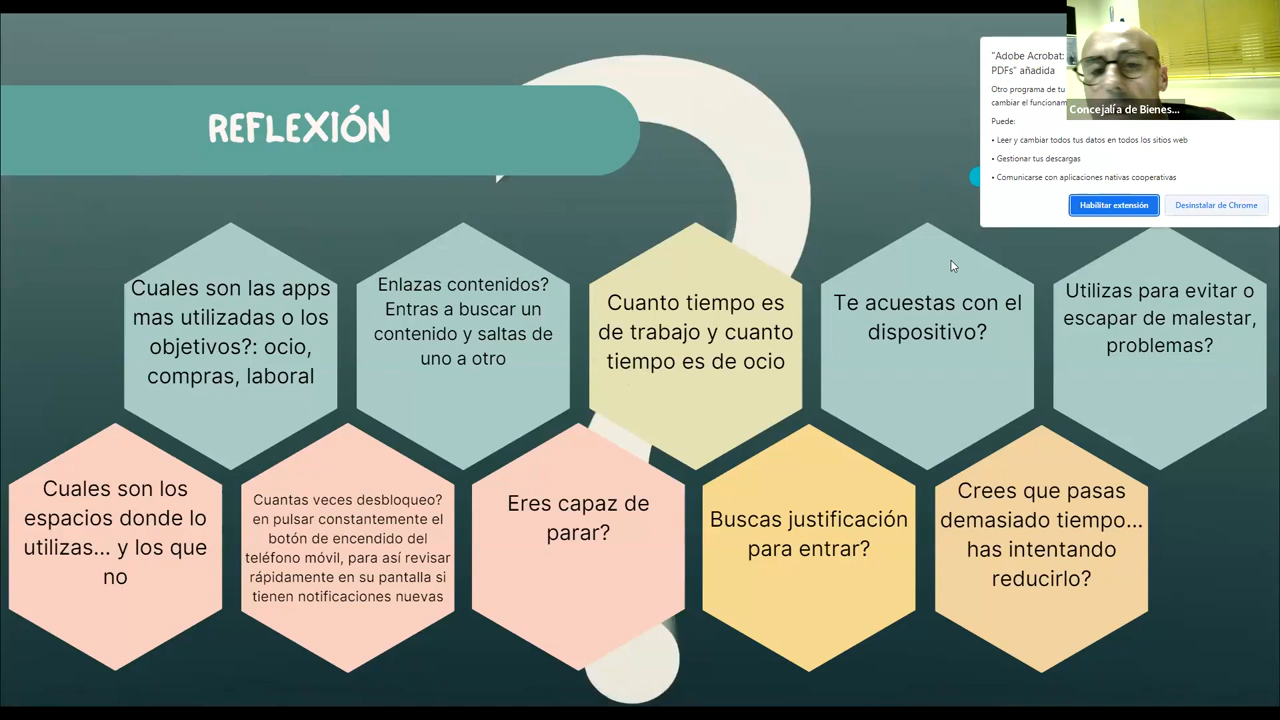 REFLEXIÓN
"Adobe Acrobat:
PDFs" añadida
Otro programa de tu
cambiar el funcionam
Puede:
• Leer y cambiar todos tus datos en todos los sitios web
• Gestionar tus descargas
• Comunicarse con aplicaciones nativas cooperativas
Habilitar extensión
Desinstalar de Chrome
Concejalía de Bienes...
Cuales son las apps
mas utilizadas o los
objetivos?: ocio,
compras, laboral
Enlazas contenidos?
Entras a buscar un
contenido y saltas de
uno a otro
Cuanto tiempo es
de trabajo y cuanto
tiempo es de ocio
Te acuestas con el
dispositivo?
Utilizas para evitar o
escapar de malestar,
problemas?
Cuales son los
espacios donde lo
utilizas... y los que
no
Cuantas veces desbloqueo?
en pulsar constantemente el
botón de encendido del
teléfono móvil, para así revisar
rápidamente en su pantalla si
tienen notificaciones nuevas
Eres capaz de
parar?
Buscas justificación
para entrar?
Crees que pasas
demasiado tiempo...
has intentando
reducirlo?